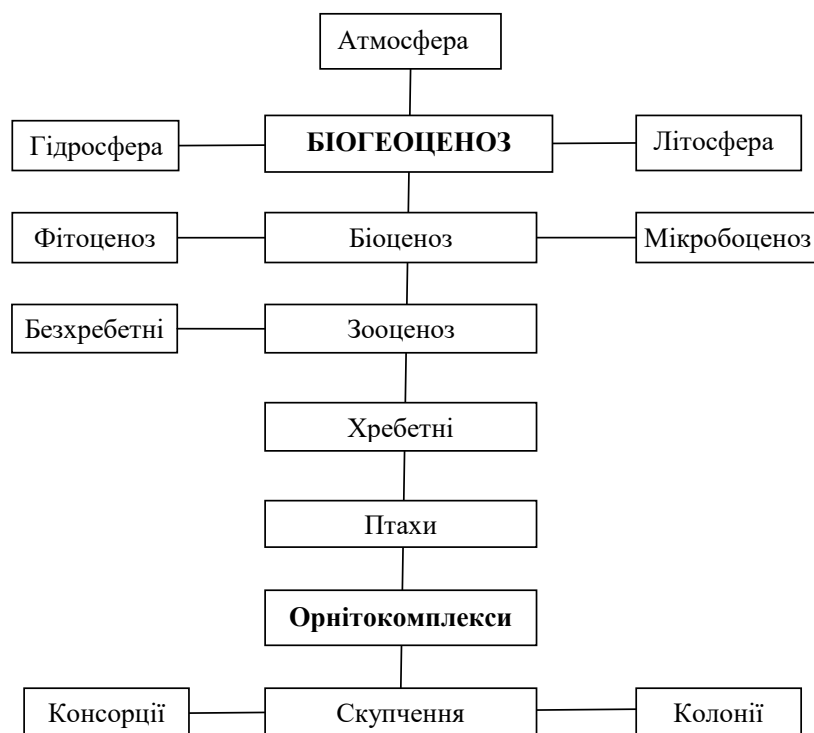 Атмосфера
Гідросфера
БІОГЕОЦЕНОЗ
Літосфера
Фітоценоз
Біоценоз
Мікробоценоз
Безхребетні
Зооценоз
Хребетні
Птахи
Орнітокомплекси
Консорції
Скупчення
Колонії